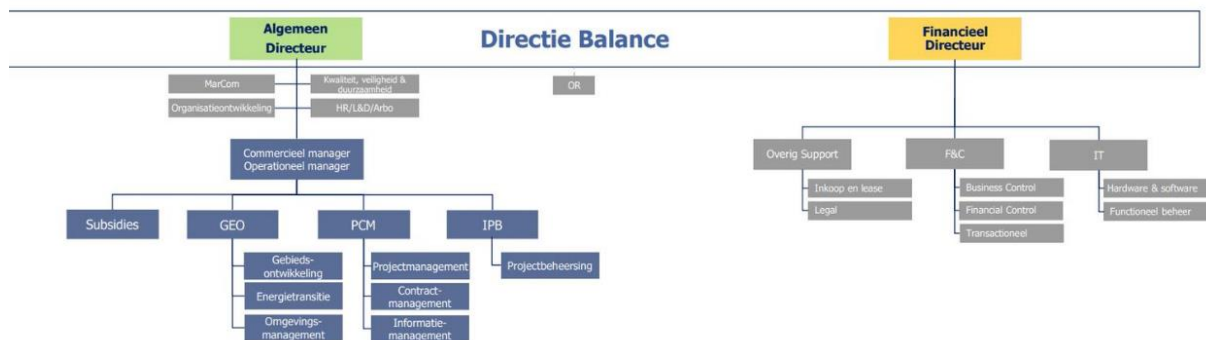 Algemeen
Directeur
Directie Balance
Financieel
Directeur
MarCom
Kwaliteit, veiligheid &
duurzaamheid
OR
Organisatieontwikkeling
HR/L&D/Arbo
Commercieel manager
Operationeel manager
Overig Support
F&C
IT
Inkoop en lease
Legal
Business Control
Financial Control
Transactioneel
Hardware & software
Functioneel beheer
Subsidies
GEO
PCM
IPB
Gebieds-
ontwikkeling
Energietransitie
Omgevings-
management
Projectmanagement
Contract-
management
Informatie-
management
Projectbeheersing